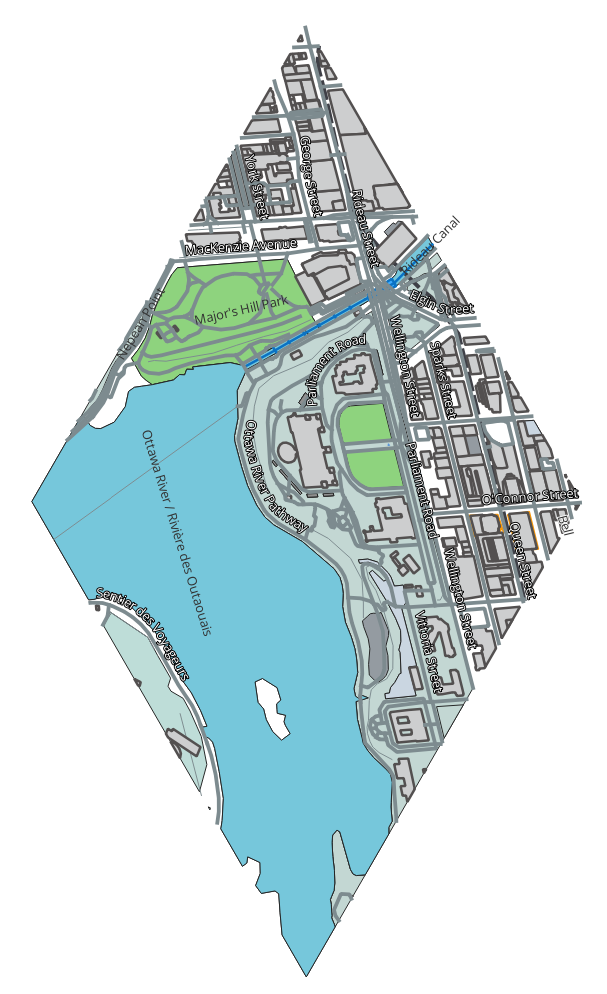 York Street
George Street
Rideau Street
Rideau Canal
MacKenzie Avenue
Nepean Point
Major's Hill Park
Elgin Street
Parliament Road
Wellington Street
Sparks Street
Ottawa River Pathway
Ottawa River / Rivière des Outaouais
Parliament Road
O'Connor Street
Queen Street
Bell
Wellington Street
Sentier des Voyageurs
Vittoria Street